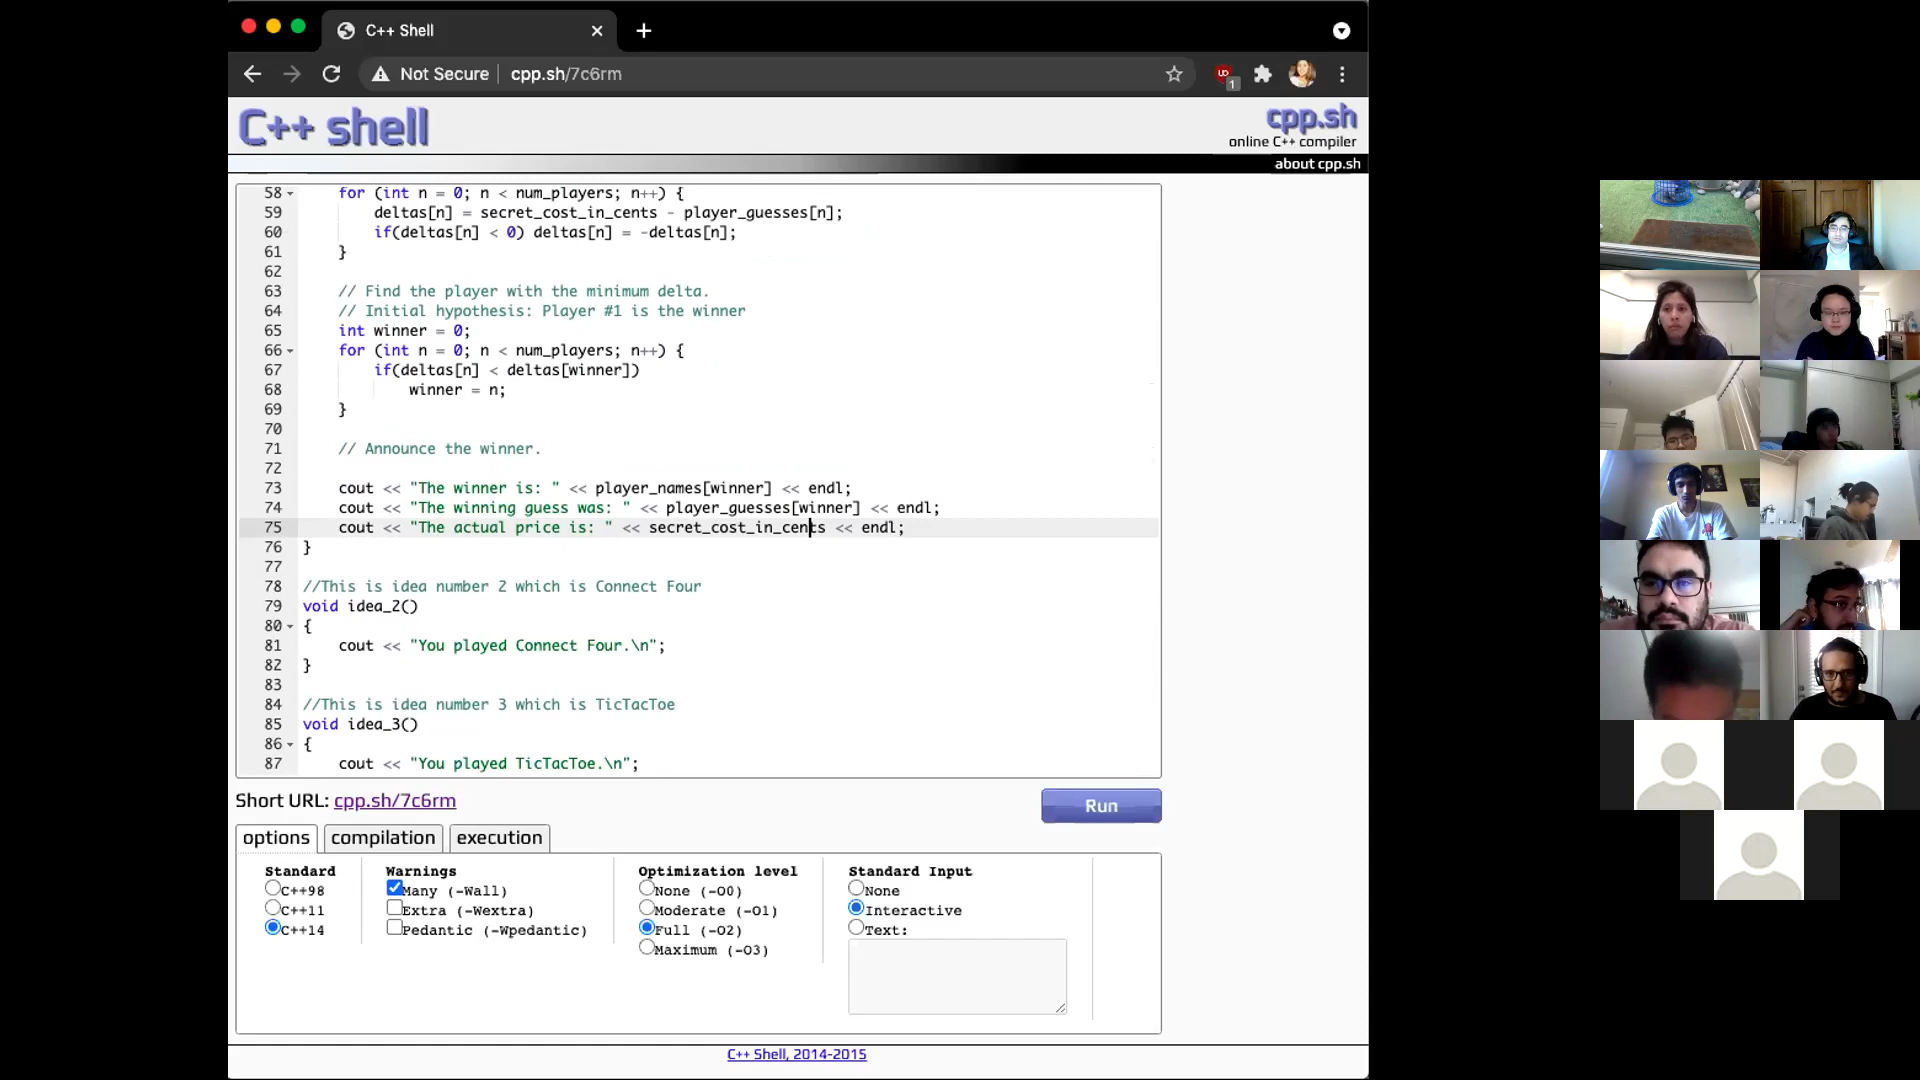 C++ Shell
Not Secure
cpp.sh/7c6rm
1
C++ shell
cpp.sh
online C++ compiler
about cpp.sh
58 for (int n = 0; n < num_players; n++) {
59 deltas[n] = secret_cost_in_cents - player_guesses[n];
60 if(deltas[n] < 0) deltas[n] = -deltas[n];
61 }
62
63 // Find the player with the minimum delta.
64 // Initial hypothesis: Player #1 is the winner
65 int winner = 0;
66 for (int n = 0; n < num_players; n++) {
67 if(deltas[n] < deltas[winner])
68 winner = n;
69 }
70
71 // Announce the winner.
72
73 cout << "The winner is: " << player_names[winner] << endl;
74 cout << "The winning guess was: " << player_guesses[winner] << endl;
75 cout << "The actual price is: " << secret_cost_in_cents << endl;
76 }
77
78 //This is idea number 2 which is Connect Four
79 void idea_2()
80 {
81 cout << "You played Connect Four.\n";
82 }
83
84 //This is idea number 3 which is TicTacToe
85 void idea_3()
86 {
87 cout << "You played TicTacToe.\n";
Short URL: cpp.sh/7c6rm
Run
options compilation execution
Standard
C++98
C++11
C++14
Warnings
Many (-Wall)
Extra (-Wextra)
Pedantic (-Wpedantic)
Optimization level
None (-O0)
Moderate (-O1)
Full (-O2)
Maximum (-O3)
Standard Input
None
Interactive
Text:
C++ Shell, 2014-2015